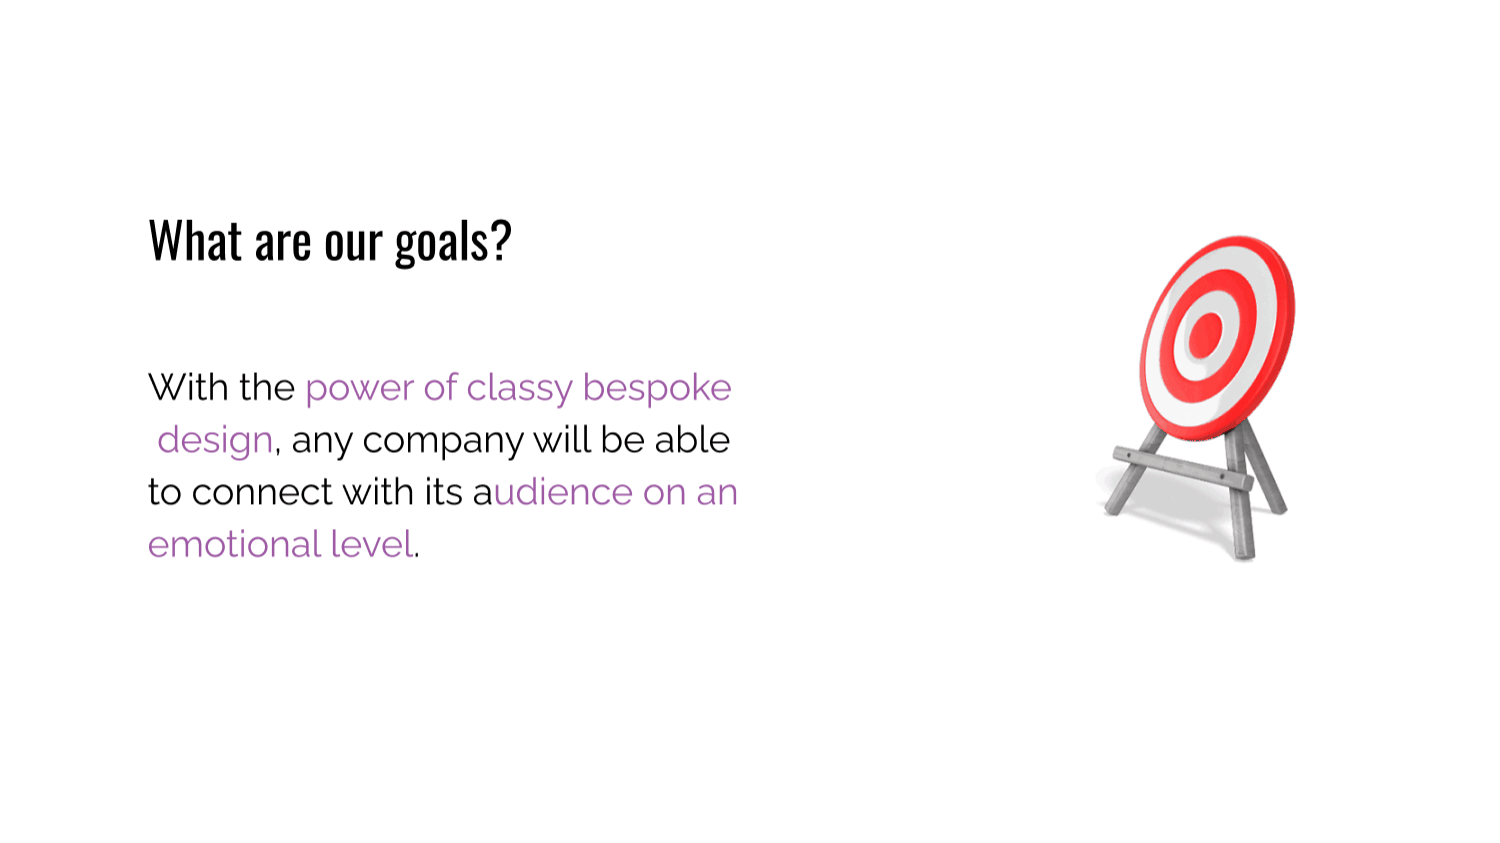 What are our goals?
With the power of classy bespoke
design, any company will be able
to connect with its audience on an
emotional level.